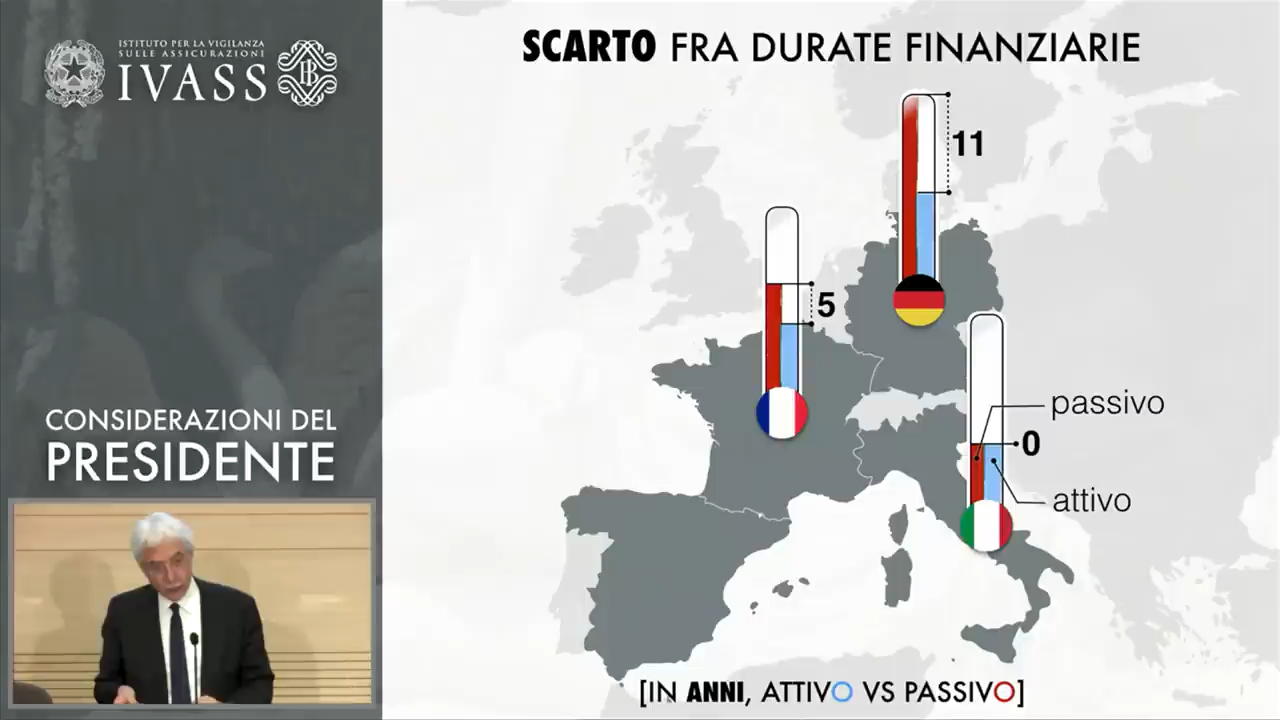 ISTITUTO PER LA VIGILANZA
SULLE ASSICURAZIONI
IVASS
CONSIDERAZIONI DEL
PRESIDENTE
SCARTO FRA DURATE FINANZIARIE
11
5
passivo
0
attivo
[IN ANNI, ATTIVO VS PASSIVO]